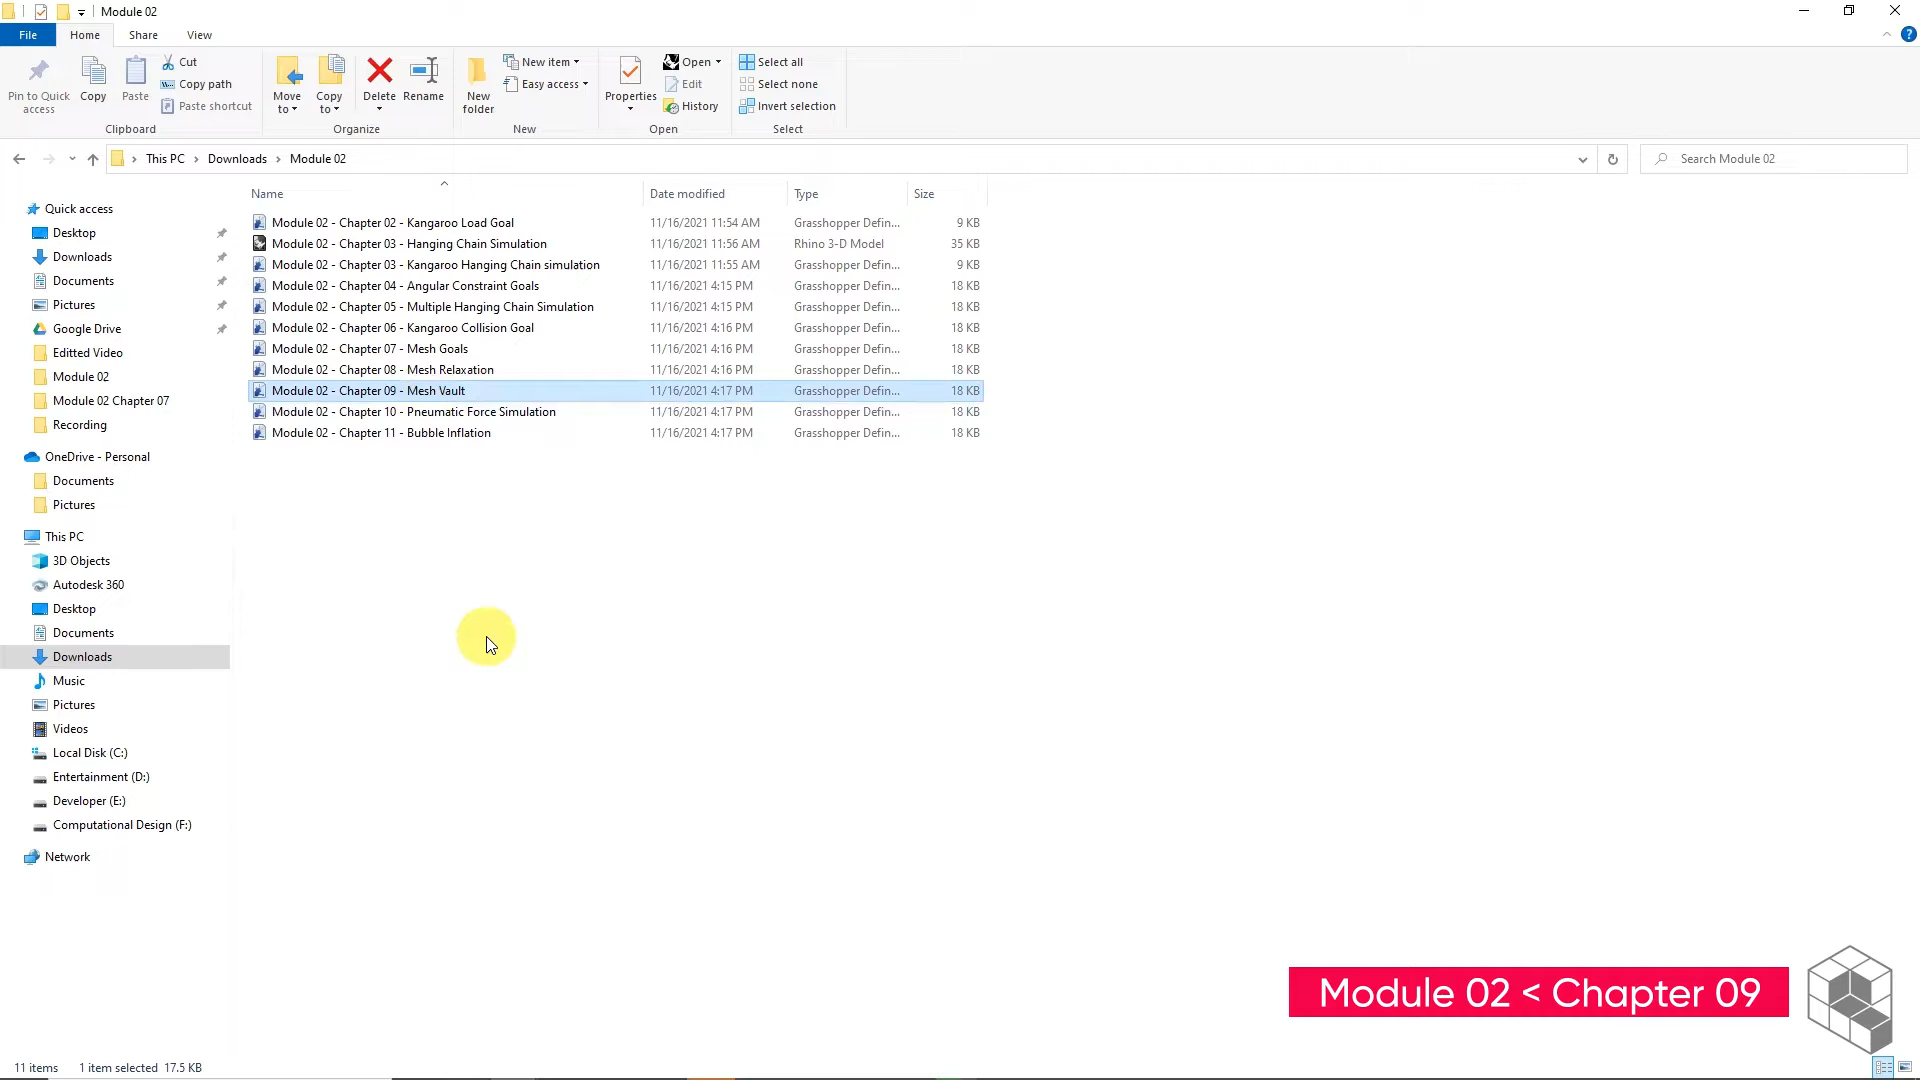 Module 02
File Home Share View
Pin to Quick access
Copy
Paste
Cut
Copy path
Paste shortcut
Clipboard
Move to
Copy to
Delete
Rename
Organize
New folder
New item
Easy access
New
Properties
Open
Edit
History
Open
Select all
Select none
Invert selection
Select
This PC > Downloads > Module 02
Search Module 02
Name Date modified Type Size
Module 02 - Chapter 02 - Kangaroo Load Goal 11/16/2021 11:54 AM Grasshopper Defin... 9 KB
Module 02 - Chapter 03 - Hanging Chain Simulation 11/16/2021 11:56 AM Rhino 3-D Model 35 KB
Module 02 - Chapter 03 - Kangaroo Hanging Chain simulation 11/16/2021 11:55 AM Grasshopper Defin... 9 KB
Module 02 - Chapter 04 - Angular Constraint Goals 11/16/2021 4:15 PM Grasshopper Defin... 18 KB
Module 02 - Chapter 05 - Multiple Hanging Chain Simulation 11/16/2021 4:15 PM Grasshopper Defin... 18 KB
Module 02 - Chapter 06 - Kangaroo Collision Goal 11/16/2021 4:16 PM Grasshopper Defin... 18 KB
Module 02 - Chapter 07 - Mesh Goals 11/16/2021 4:16 PM Grasshopper Defin... 18 KB
Module 02 - Chapter 08 - Mesh Relaxation 11/16/2021 4:16 PM Grasshopper Defin... 18 KB
Module 02 - Chapter 09 - Mesh Vault 11/16/2021 4:17 PM Grasshopper Defin... 18 KB
Module 02 - Chapter 10 - Pneumatic Force Simulation 11/16/2021 4:17 PM Grasshopper Defin... 18 KB
Module 02 - Chapter 11 - Bubble Inflation 11/16/2021 4:17 PM Grasshopper Defin... 18 KB
Quick access
Desktop
Downloads
Documents
Pictures
Google Drive
Editted Video
Module 02
Module 02 Chapter 07
Recording
OneDrive - Personal
Documents
Pictures
This PC
3D Objects
Autodesk 360
Desktop
Documents
Downloads
Music
Pictures
Videos
Local Disk (C:)
Entertainment (D:)
Developer (E:)
Computational Design (F:)
Network
Module 02 < Chapter 09
11 items 1 item selected 17.5 KB